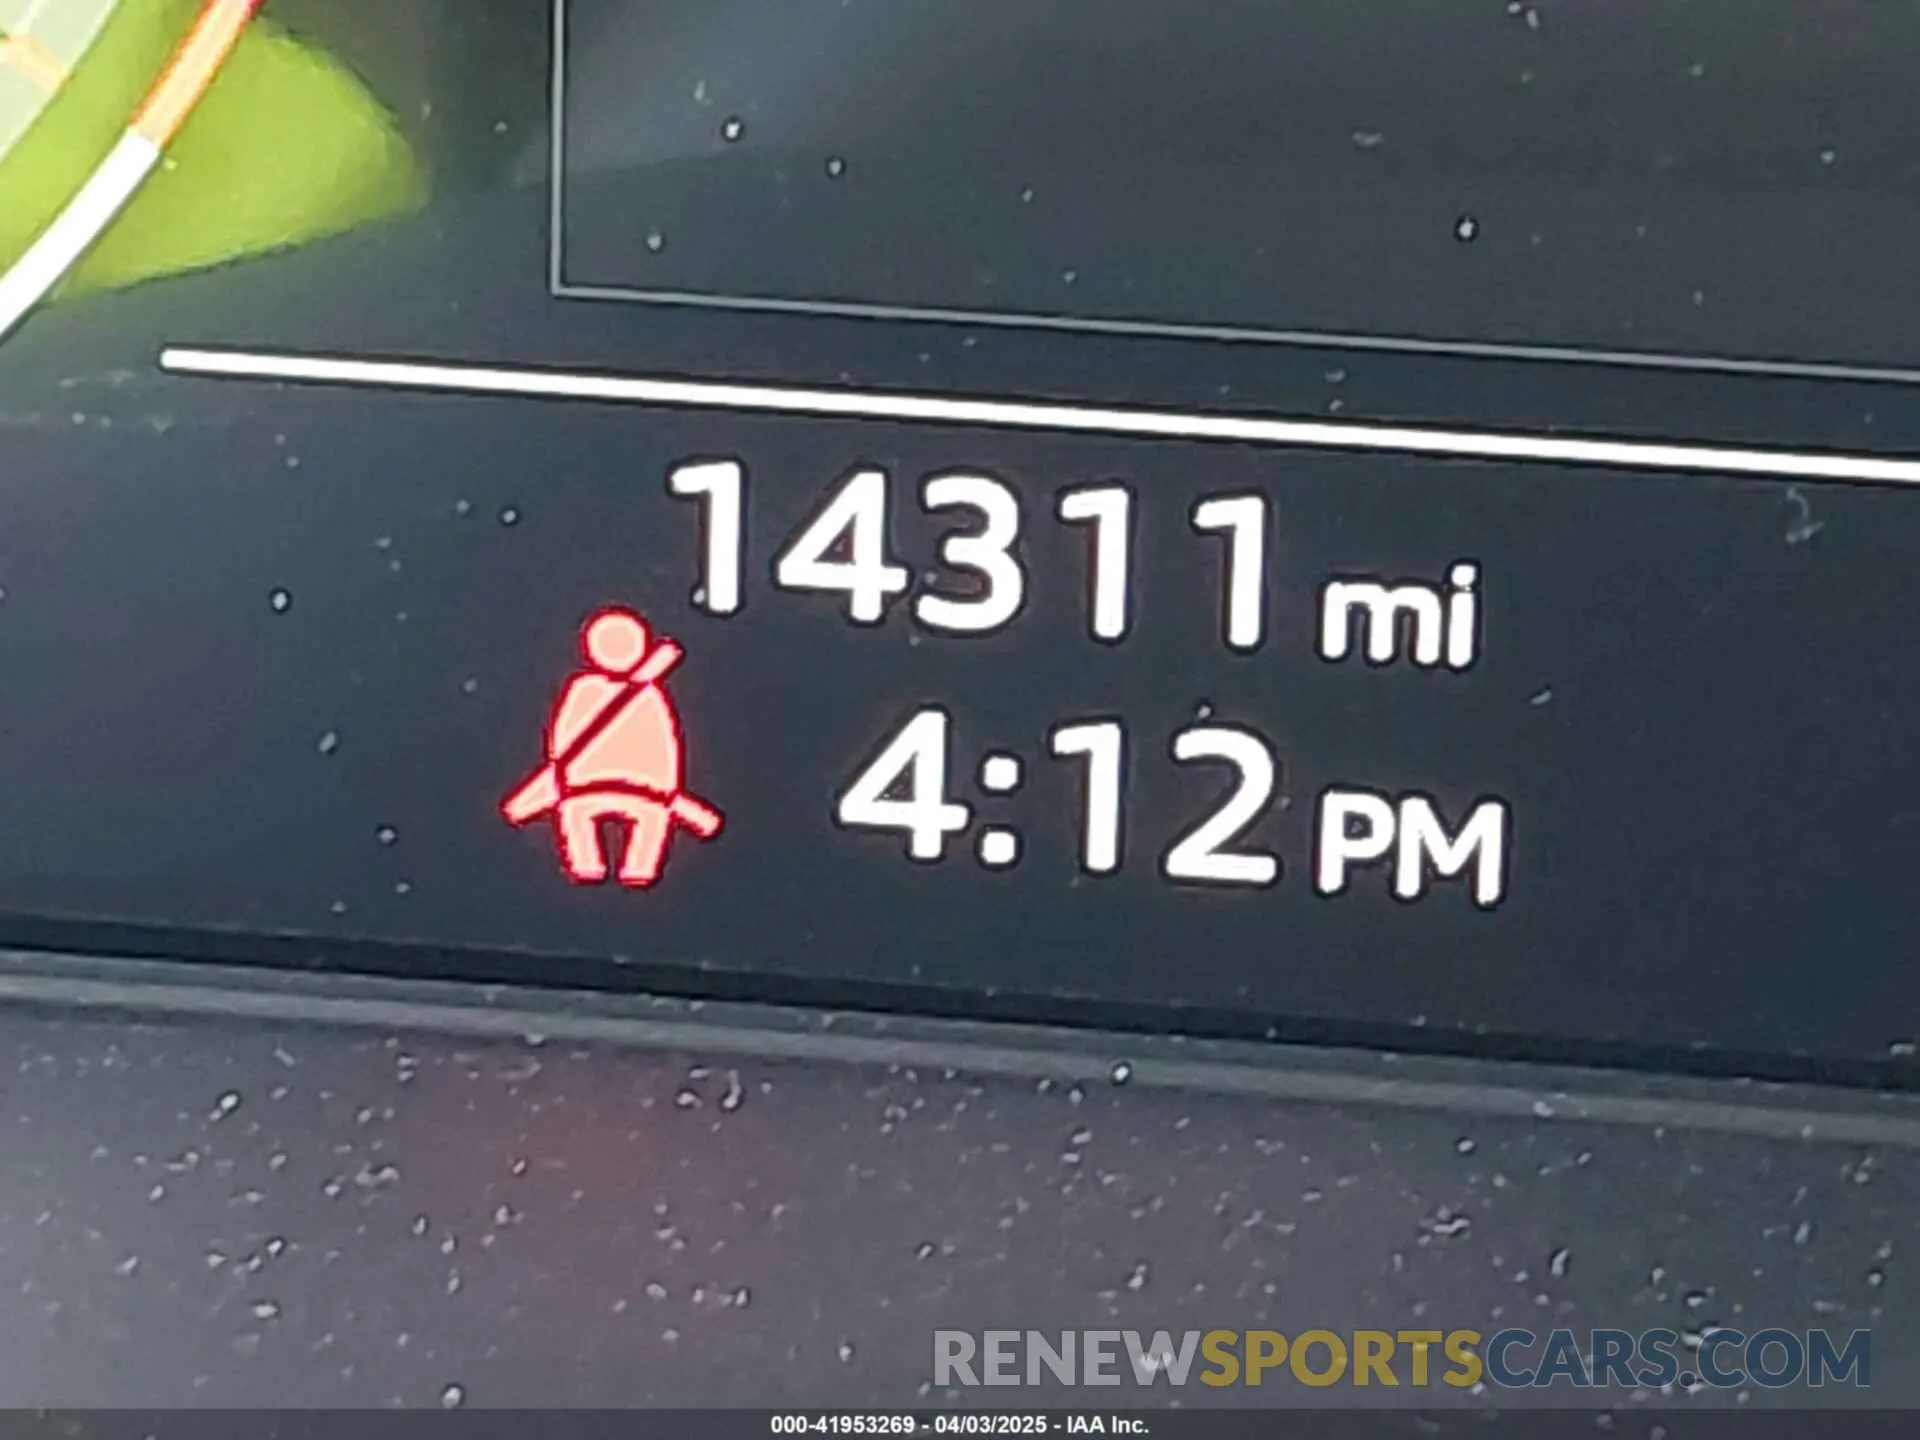 14311 mi
4:12 PM
RENEWSPORTSCARS.COM
000-41953269 - 04/03/2025 - IAA Inc.